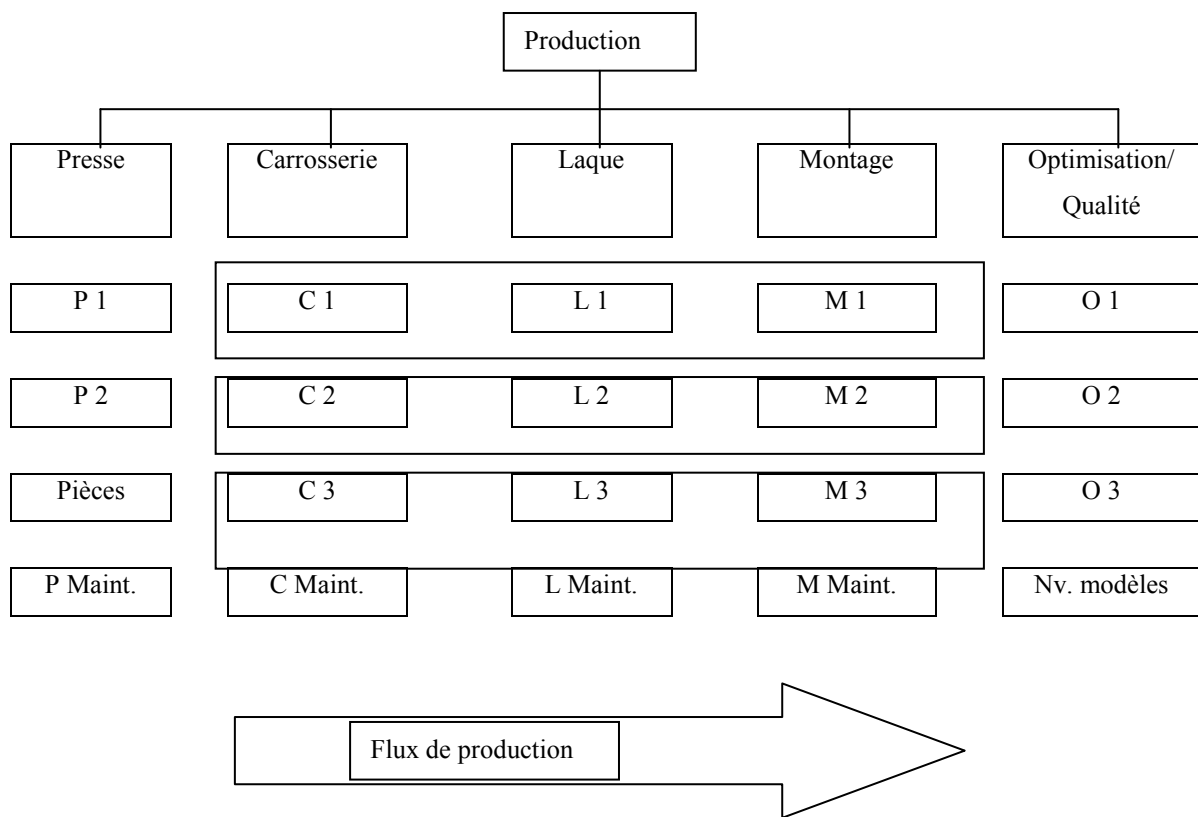 Production
Presse
Carrosserie
Laque
Montage
Optimisation/
Qualité
P 1
C 1
L 1
M 1
O 1
P 2
C 2
L 2
M 2
O 2
Pièces
C 3
L 3
M 3
O 3
P Maint.
C Maint.
L Maint.
M Maint.
Nv. modèles
Flux de production